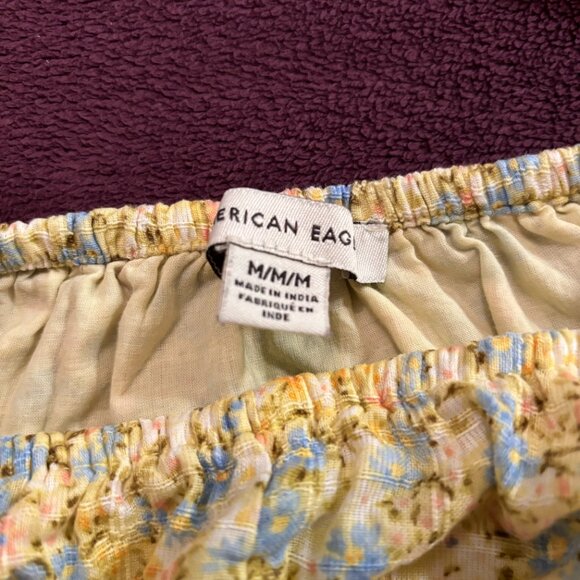 ERICAN EAG
M/M/M
MADE IN INDIA
FABRIQUÉ EN
INDE